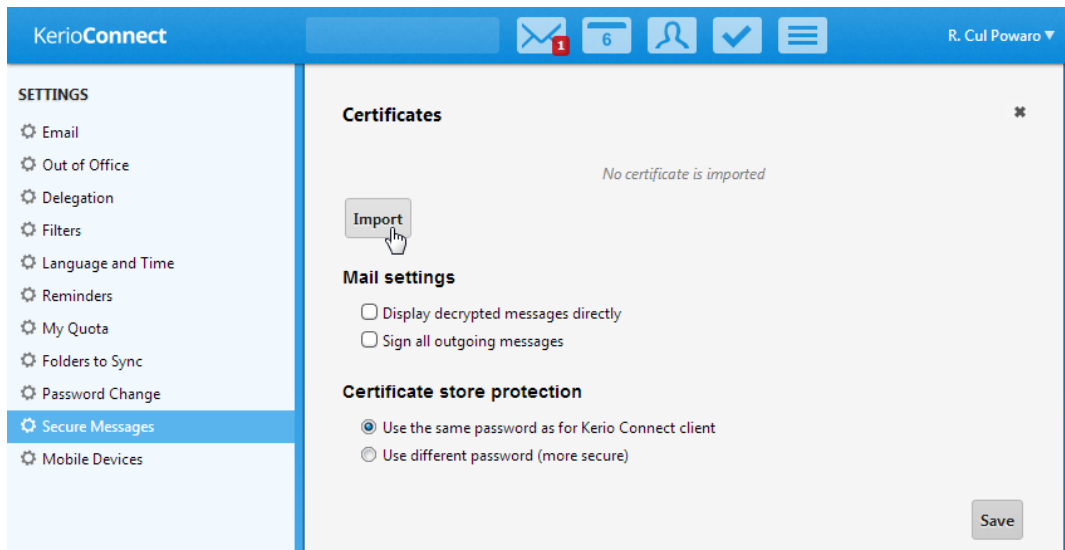 KerioConnect
1
6
R. Cul Powaro
SETTINGS
Email
Out of Office
Delegation
Filters
Language and Time
Reminders
My Quota
Folders to Sync
Password Change
Secure Messages
Mobile Devices
Certificates
No certificate is imported
Import
Mail settings
Display decrypted messages directly
Sign all outgoing messages
Certificate store protection
Use the same password as for Kerio Connect client
Use different password (more secure)
Save